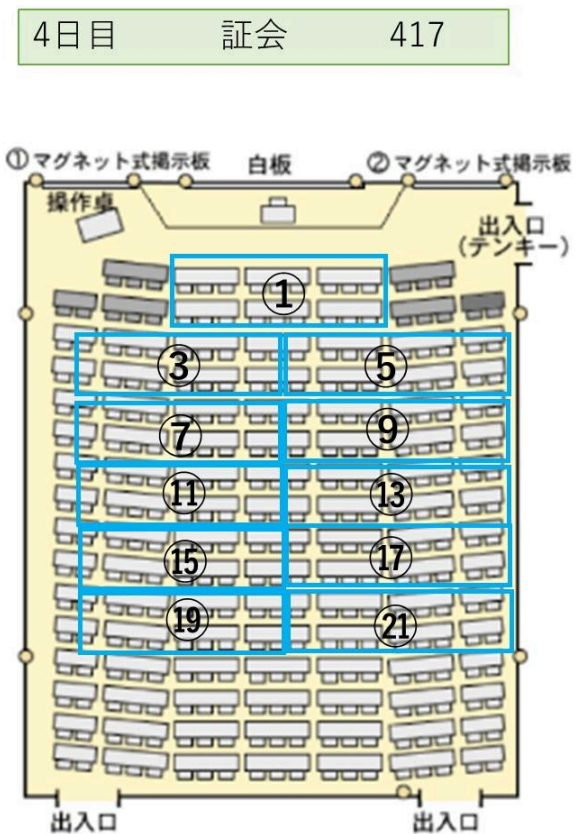 4日目 証会 417
①マグネット式掲示板 白板 ②マグネット式掲示板
操作卓
出入口
(テンキー)
①
③ ⑤
⑦ ⑨
⑪ ⑬
⑮ ⑰
⑲ ㉑
出入口 出入口